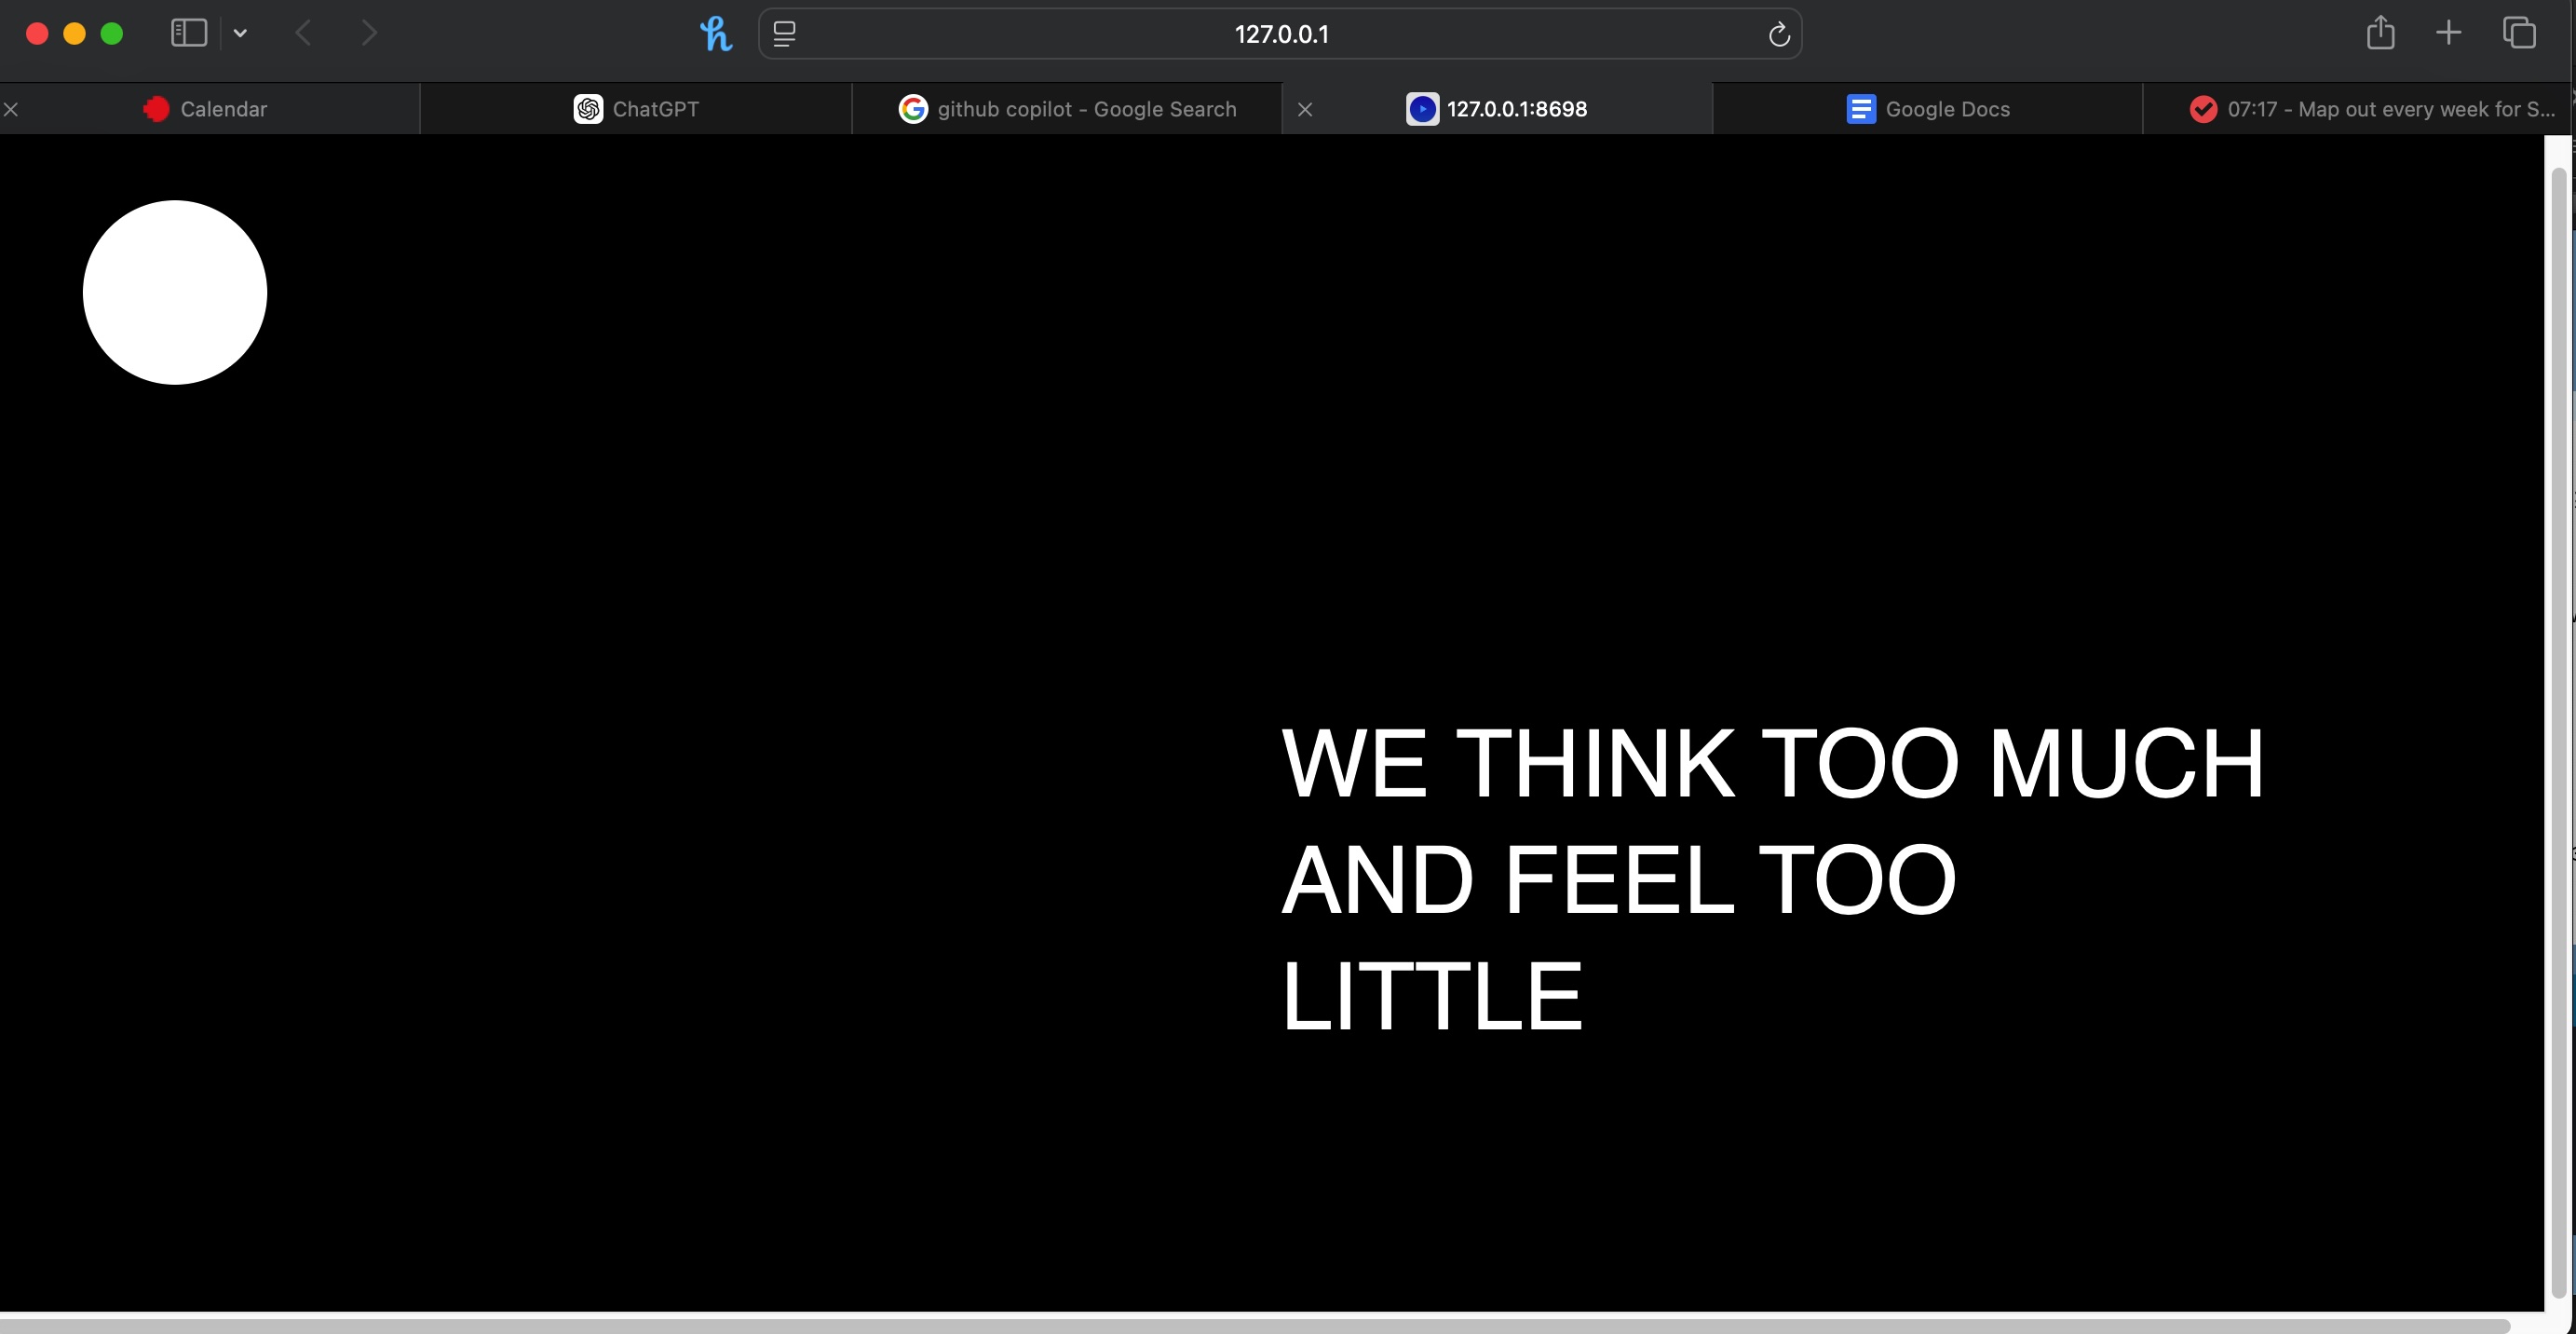 127.0.0.1
Calendar
ChatGPT
github copilot - Google Search
127.0.0.1:8698
Google Docs
07:17 - Map out every week for S...
WE THINK TOO MUCH
AND FEEL TOO
LITTLE